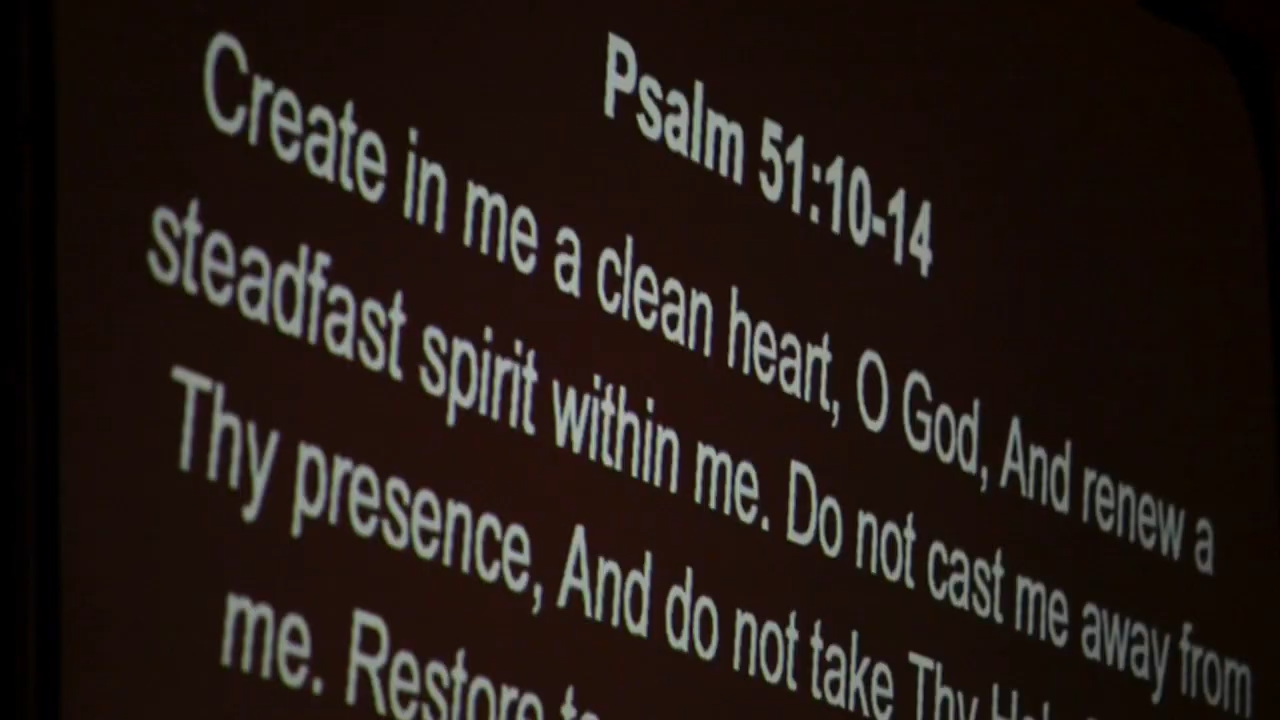 Psalm 51:10-14
Create in me a clean heart, O God, And renew a
steadfast spirit within me. Do not cast me away from
Thy presence, And do not take Thy
me. Restore